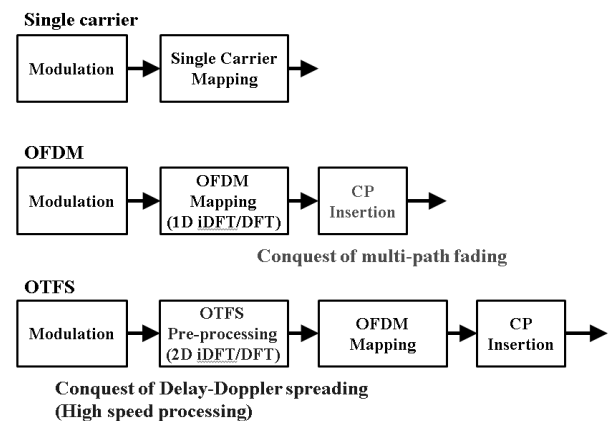 Single carrier
Modulation
Single Carrier
Mapping
OFDM
Modulation
OFDM
Mapping
(1D iDFT/DFT)
CP
Insertion
Conquest of multi-path fading
OTFS
Modulation
OTFS
Pre-processing
(2D iDFT/DFT)
OFDM
Mapping
CP
Insertion
Conquest of Delay-Doppler spreading
(High speed processing)